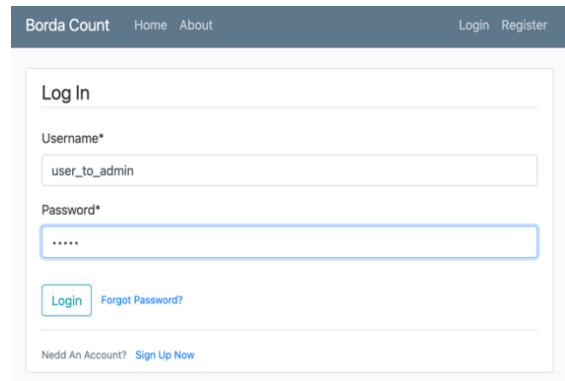 Borda Count Home About Login Register
Log In
Username*
user_to_admin
Password*
•••••
Login Forgot Password?
Nedd An Account? Sign Up Now